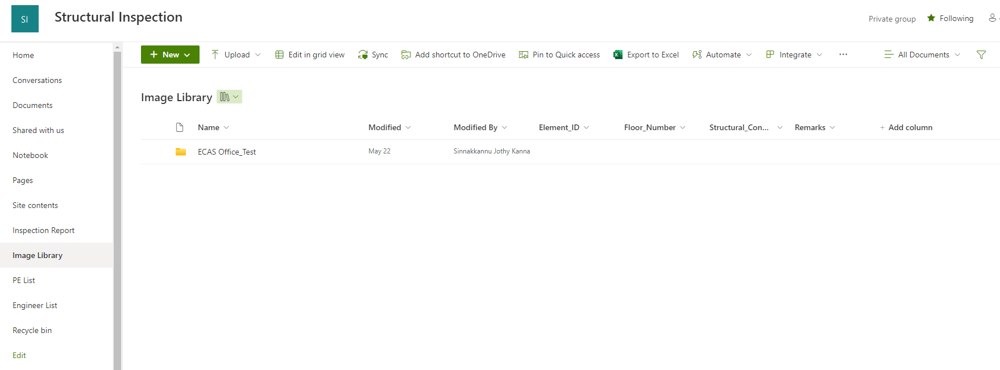 SI
Structural Inspection
Private group
Following
Home
Conversations
Documents
Shared with us
Notebook
Pages
Site contents
Inspection Report
Image Library
PE List
Engineer List
Recycle bin
Edit
New Upload Edit in grid view Sync Add shortcut to OneDrive Pin to Quick access Export to Excel Automate Integrate ... All Documents
Image Library
Name Modified Modified By Element_ID Floor_Number Structural_Con... Remarks + Add column
ECAS Office_Test May 22 Sinnakkannu Jothy Kanna